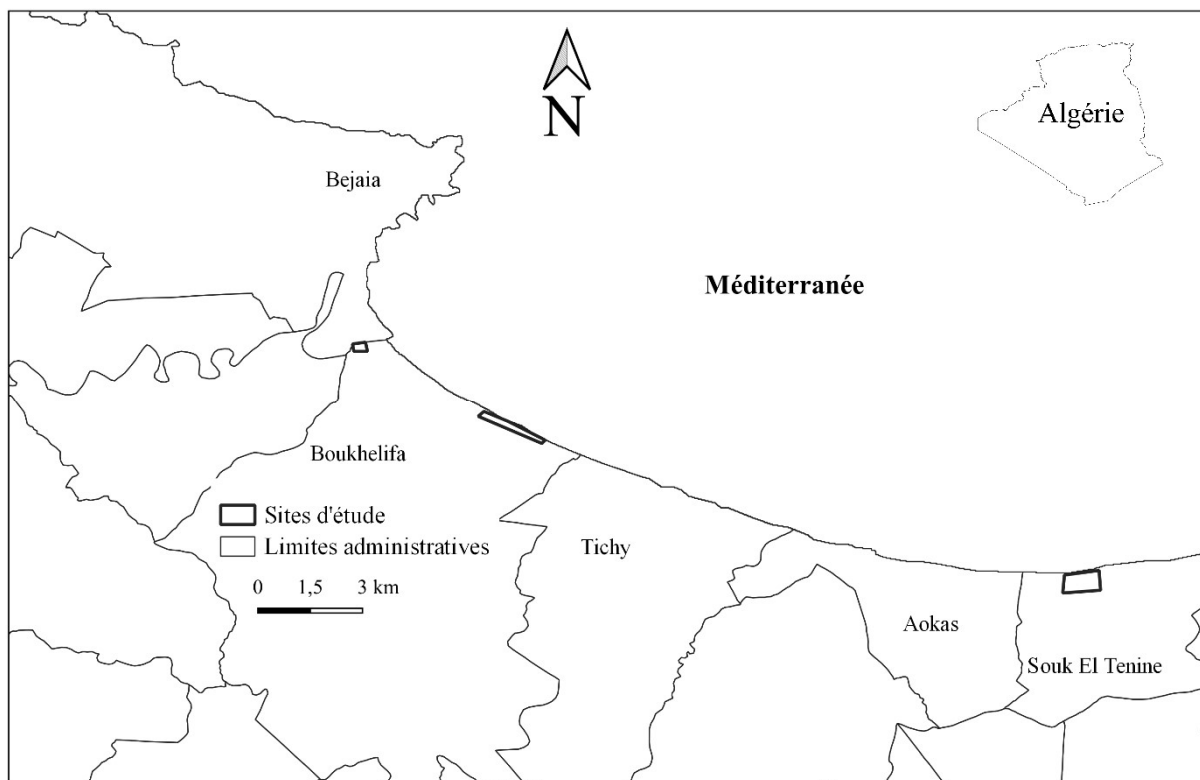 N
Algérie
Bejaia
Méditerranée
Boukhelifa
Sites d'étude
Limites administratives
0 1,5 3 km
Tichy
Aokas
Souk El Tenine